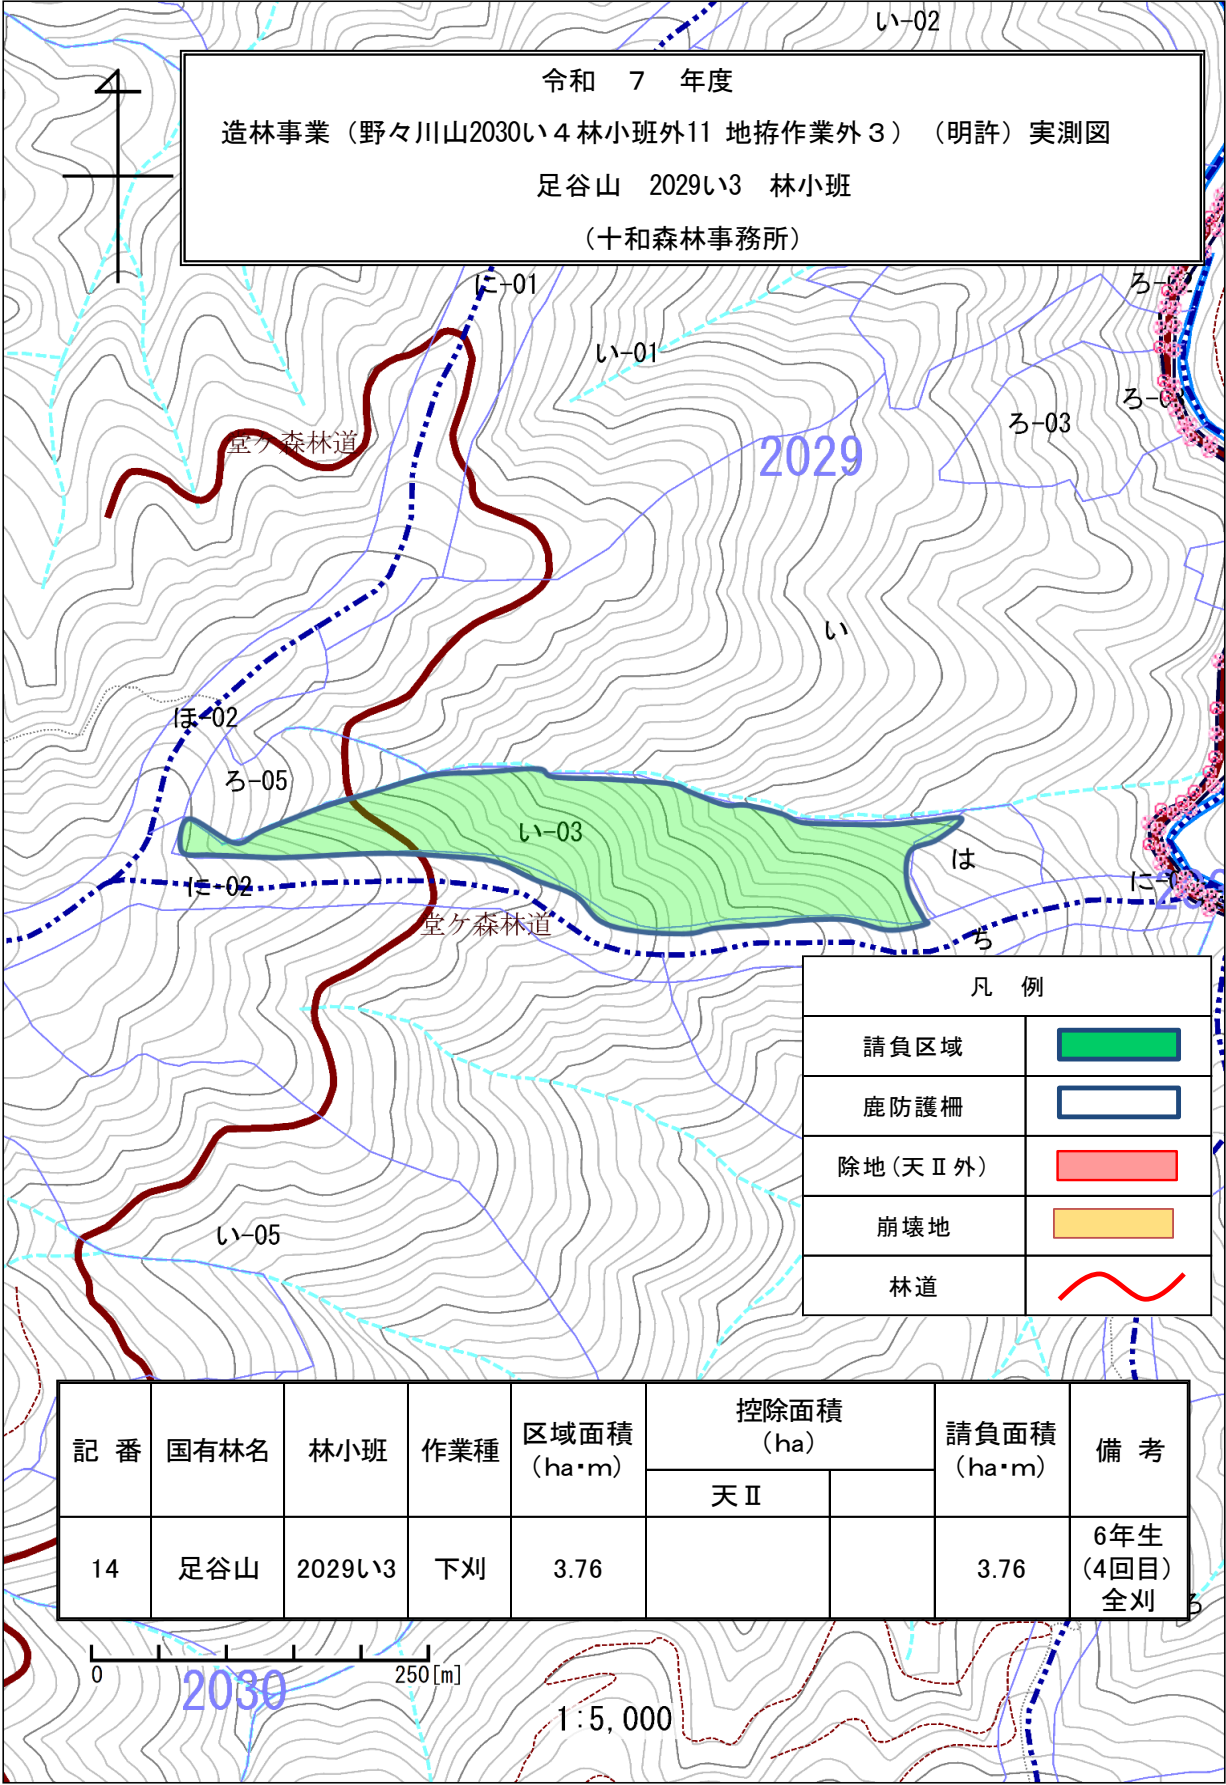 い-02
令和　７　年度
造林事業（野々川山2030い４林小班外11 地拵作業外３）（明許）実測図
足谷山　2029い3　林小班
（十和森林事務所）
に-01
い-01
ろ-03
2029
堂ケ森林道
い
ほ-02
ろ-05
い-03
は
に-02
堂ケ森林道
ち
凡　例
請負区域
鹿防護柵
除地（天Ⅱ外）
崩壊地
林道
い-05
記 番　国有林名　林小班　作業種　区域面積（ha・m）　控除面積（ha）　請負面積（ha・m）　備 考
天Ⅱ
14　足谷山　2029い3　下刈　3.76　3.76　6年生（4回目）全刈
ろ
0　250[m]
2030
1:5,000